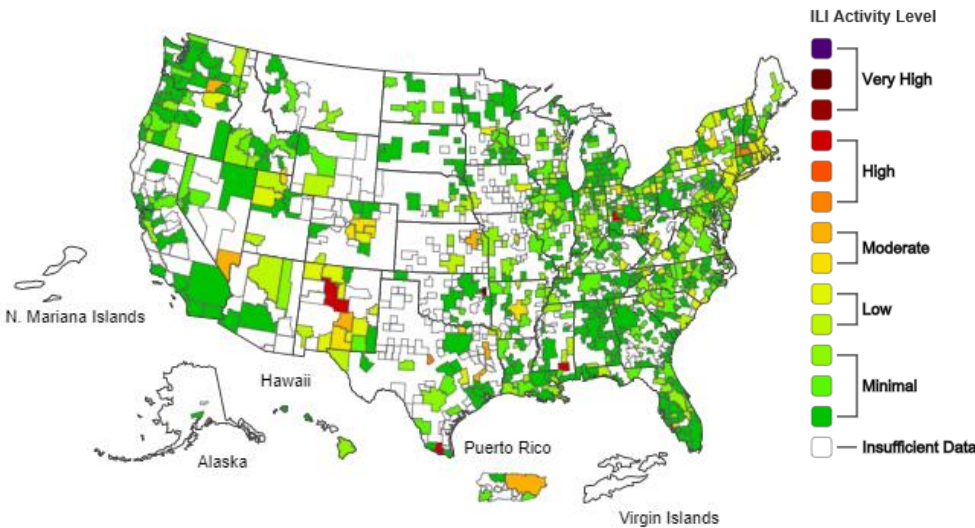 ILI Activity Level
Very High
High
Moderate
Low
Minimal
Insufficient Data
N. Mariana Islands
Hawaii
Alaska
Puerto Rico
Virgin Islands